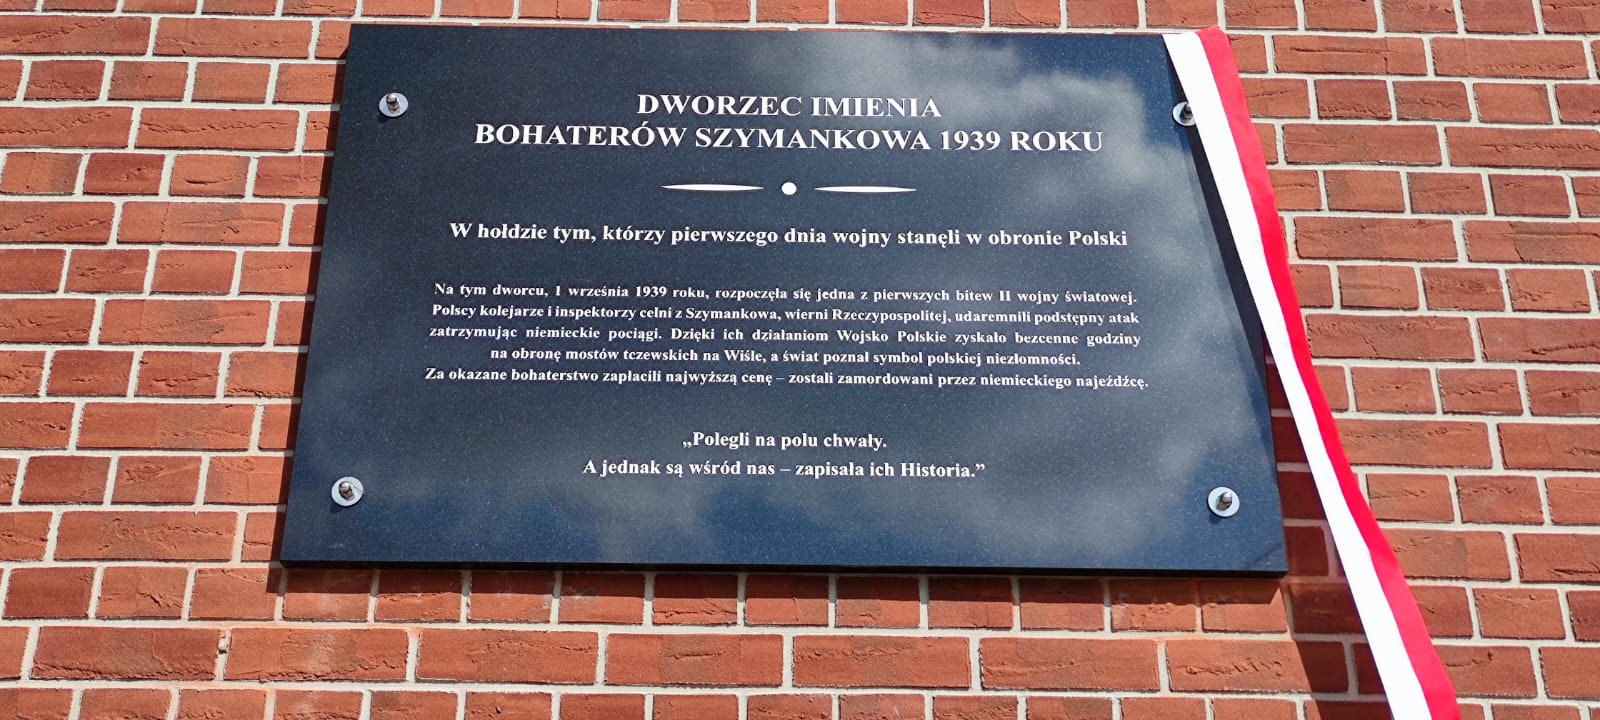 DWORZEC IMIENIA
BOHATERÓW SZYMANKOWA 1939 ROKU
W hołdzie tym, którzy pierwszego dnia wojny stanęli w obronie Polski
Na tym dworcu, 1 września 1939 roku, rozpoczęła się jedna z pierwszych bitew II wojny światowej.
Polscy kolejarze i inspektorzy celni z Szymankowa, wierni Rzeczypospolitej, udaremnili podstępny atak
zatrzymując niemieckie pociągi. Dzięki ich działaniom Wojsko Polskie zyskało bezcenne godziny
na obronę mostów tczewskich na Wiśle, a świat poznał symbol polskiej niezłomności.
Za okazane bohaterstwo zapłacili najwyższą cenę – zostali zamordowani przez niemieckiego najeźdźcę.
„Polegli na polu chwały.
A jednak są wśród nas – zapisała ich Historia.”